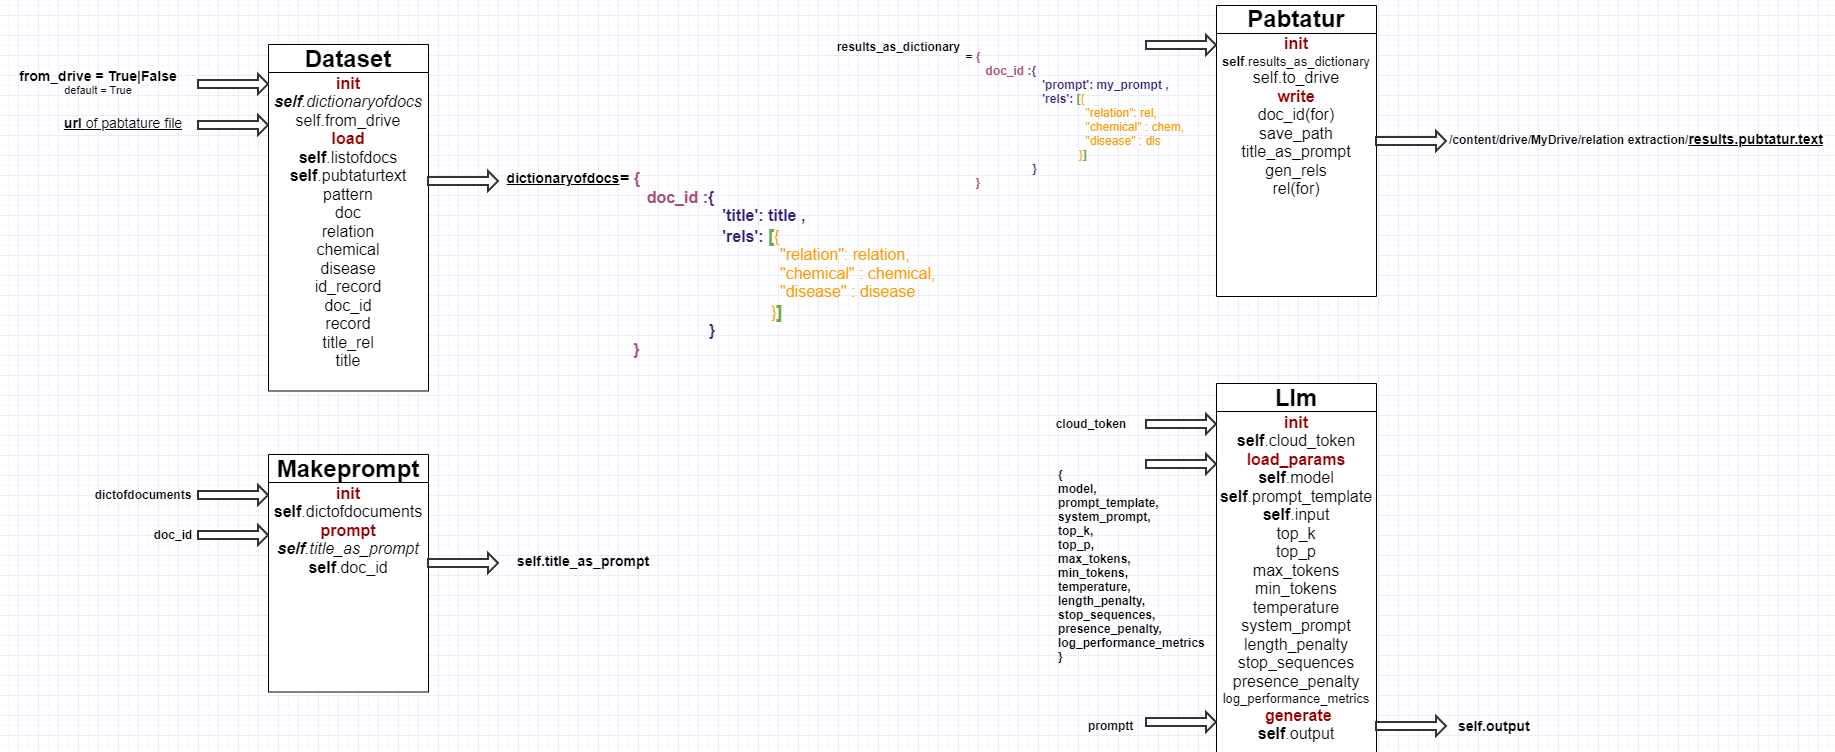 Dataset
from_drive = True|False
default = True
url of pabtature file
init
self.dictionaryofdocs
self.from_drive
load
self.listofdocs
self.pubtaturtext
pattern
doc
relation
chemical
disease
id_record
doc_id
record
title_rel
title
dictionaryofdocs= {
doc_id :{
'title': title ,
'rels': [{
"relation": relation,
"chemical" : chemical,
"disease" : disease
}]
}
}
results_as_dictionary
= {
doc_id :{
'prompt': my_prompt ,
'rels': [{
"relation": rel,
"chemical" : chem,
"disease" : dis
}]
}
}
Pabtatur
init
self.results_as_dictionary
self.to_drive
write
doc_id(for)
save_path
title_as_prompt
gen_rels
rel(for)
/content/drive/MyDrive/relation extraction/results.pubtatur.text
Makeprompt
dictofdocuments
doc_id
init
self.dictofdocuments
prompt
self.title_as_prompt
self.doc_id
self.title_as_prompt
cloud_token
{
model,
prompt_template,
system_prompt,
top_k,
top_p,
max_tokens,
min_tokens,
temperature,
length_penalty,
stop_sequences,
presence_penalty,
log_performance_metrics
}
promptt
Llm
init
self.cloud_token
load_params
self.model
self.prompt_template
self.input
top_k
top_p
max_tokens
min_tokens
temperature
system_prompt
length_penalty
stop_sequences
presence_penalty
log_performance_metrics
generate
self.output
self.output